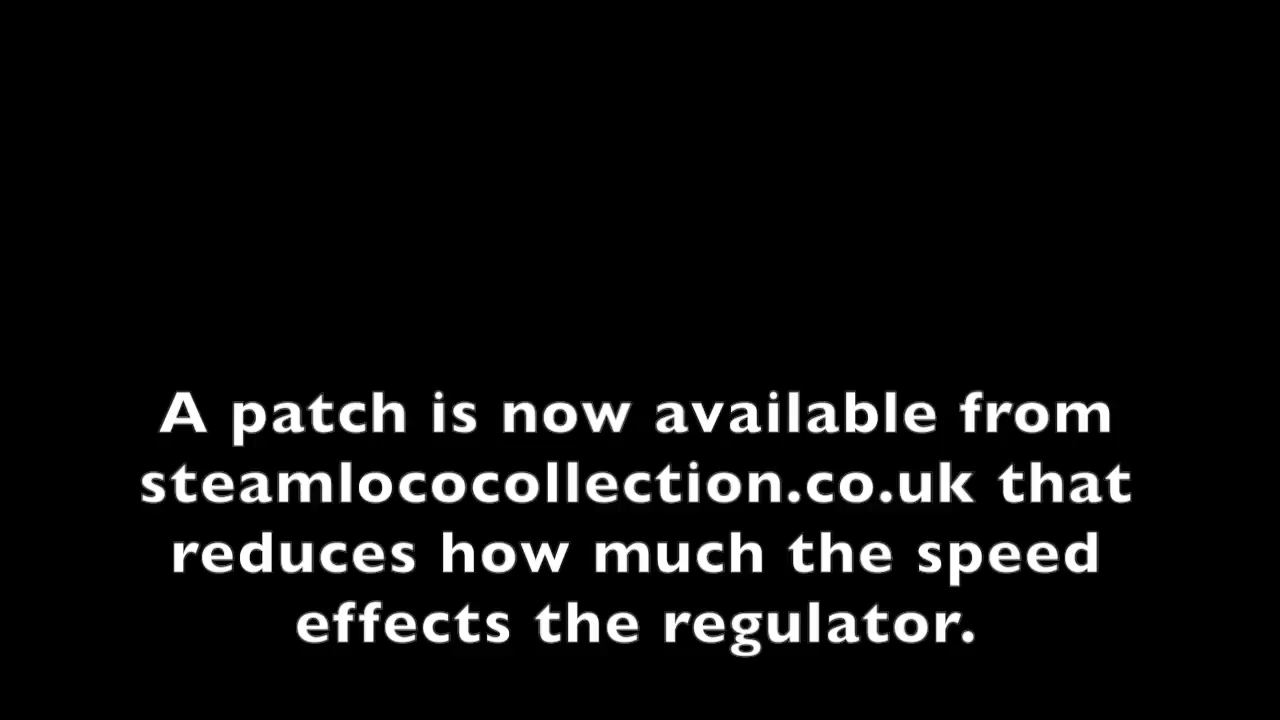 A patch is now available from
steamlococollection.co.uk that
reduces how much the speed
effects the regulator.